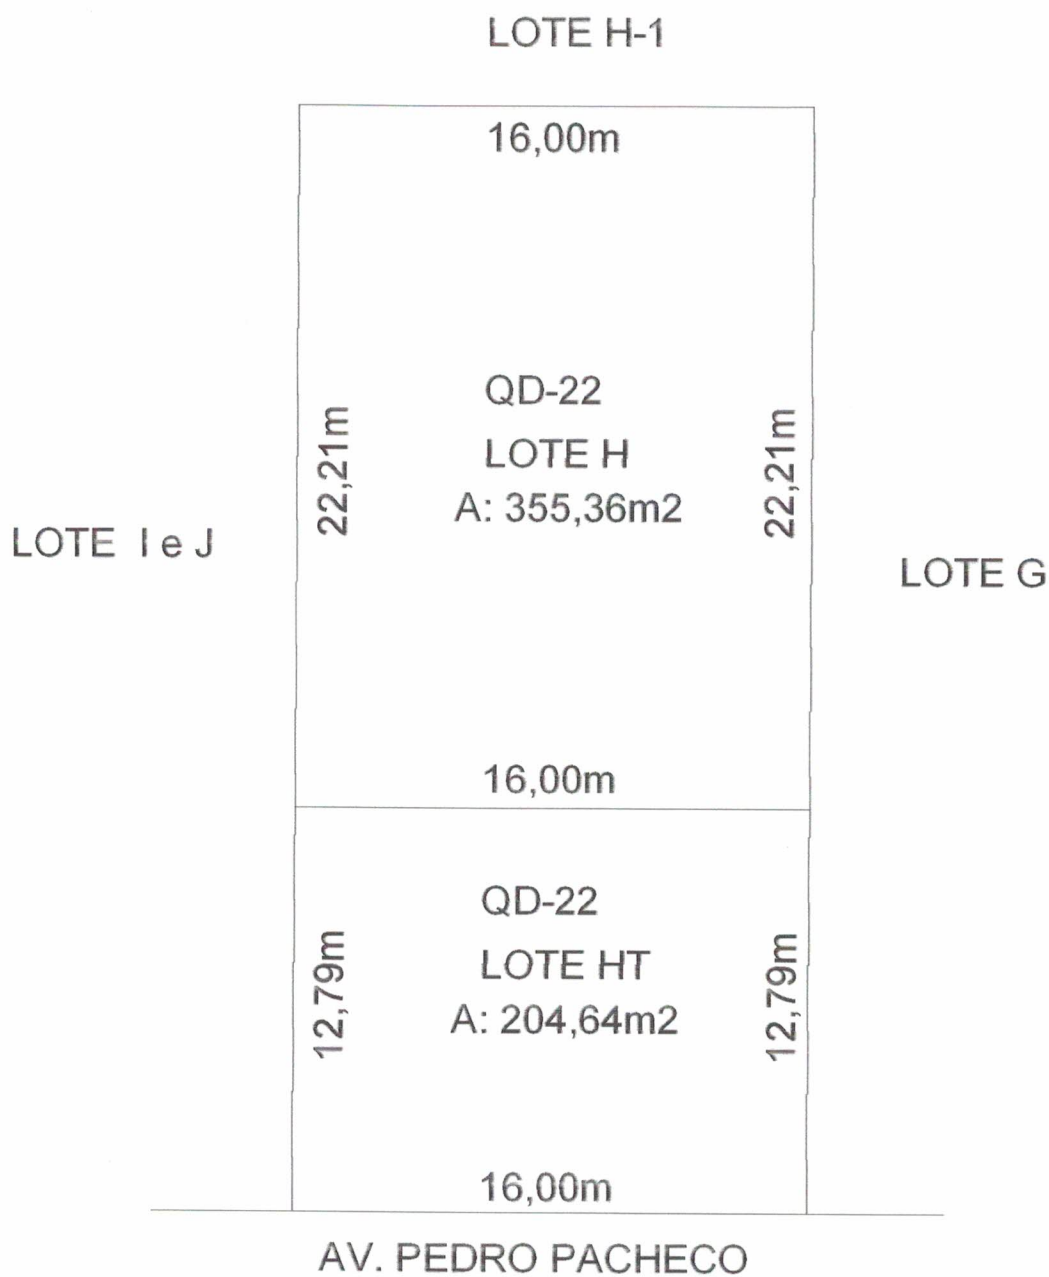 LOTE H-1
16,00m
QD-22
LOTE H
A: 355,36m2
22,21m
22,21m
LOTE I e J
LOTE G
16,00m
QD-22
LOTE HT
A: 204,64m2
12,79m
12,79m
16,00m
AV. PEDRO PACHECO